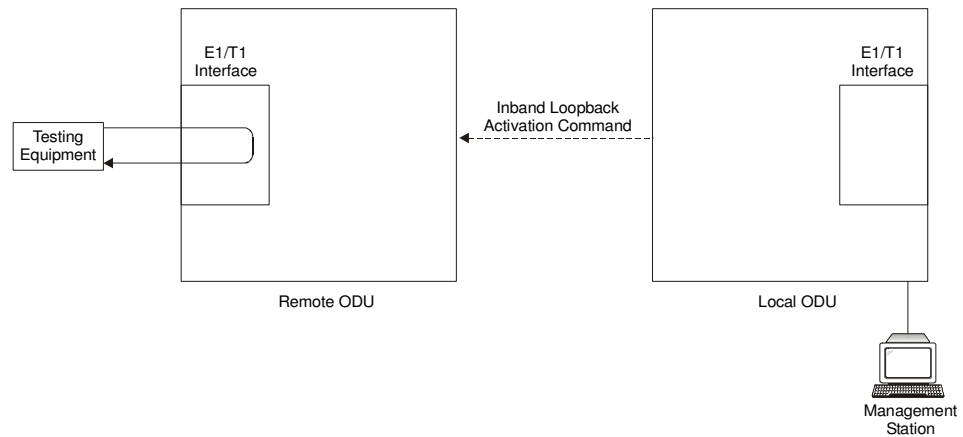 E1/T1
Interface
E1/T1
Interface
Inband Loopback
Activation Command
Testing
Equipment
Remote ODU
Local ODU
Management
Station